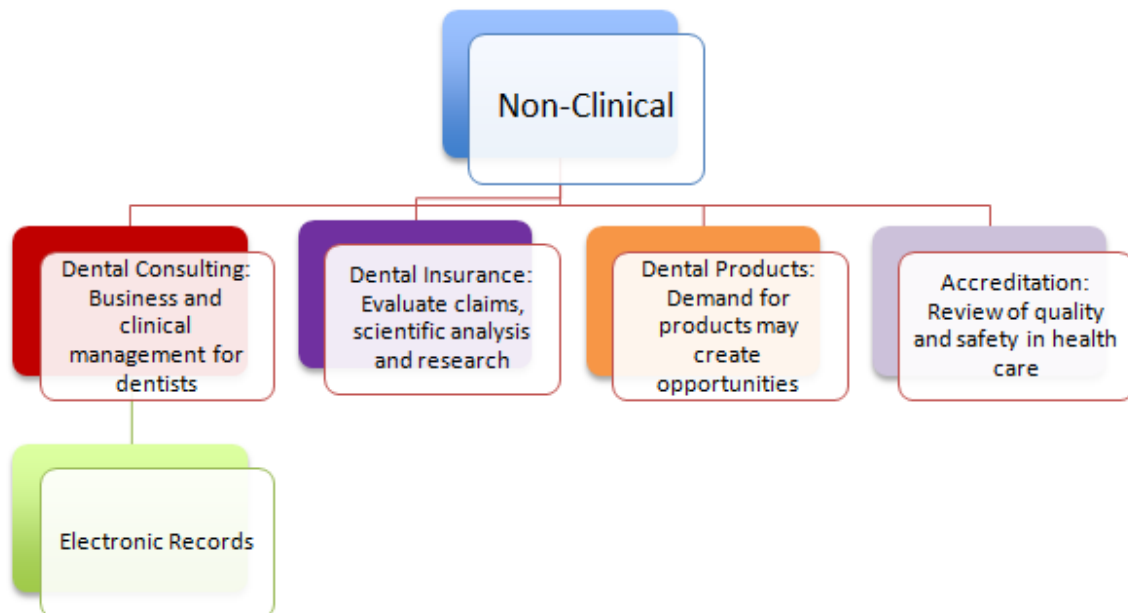 Non-Clinical
Dental Consulting:
Business and
clinical
management for
dentists
Dental Insurance:
Evaluate claims,
scientific analysis
and research
Dental Products:
Demand for
products may
create
opportunities
Accreditation:
Review of quality
and safety in health
care
Electronic Records